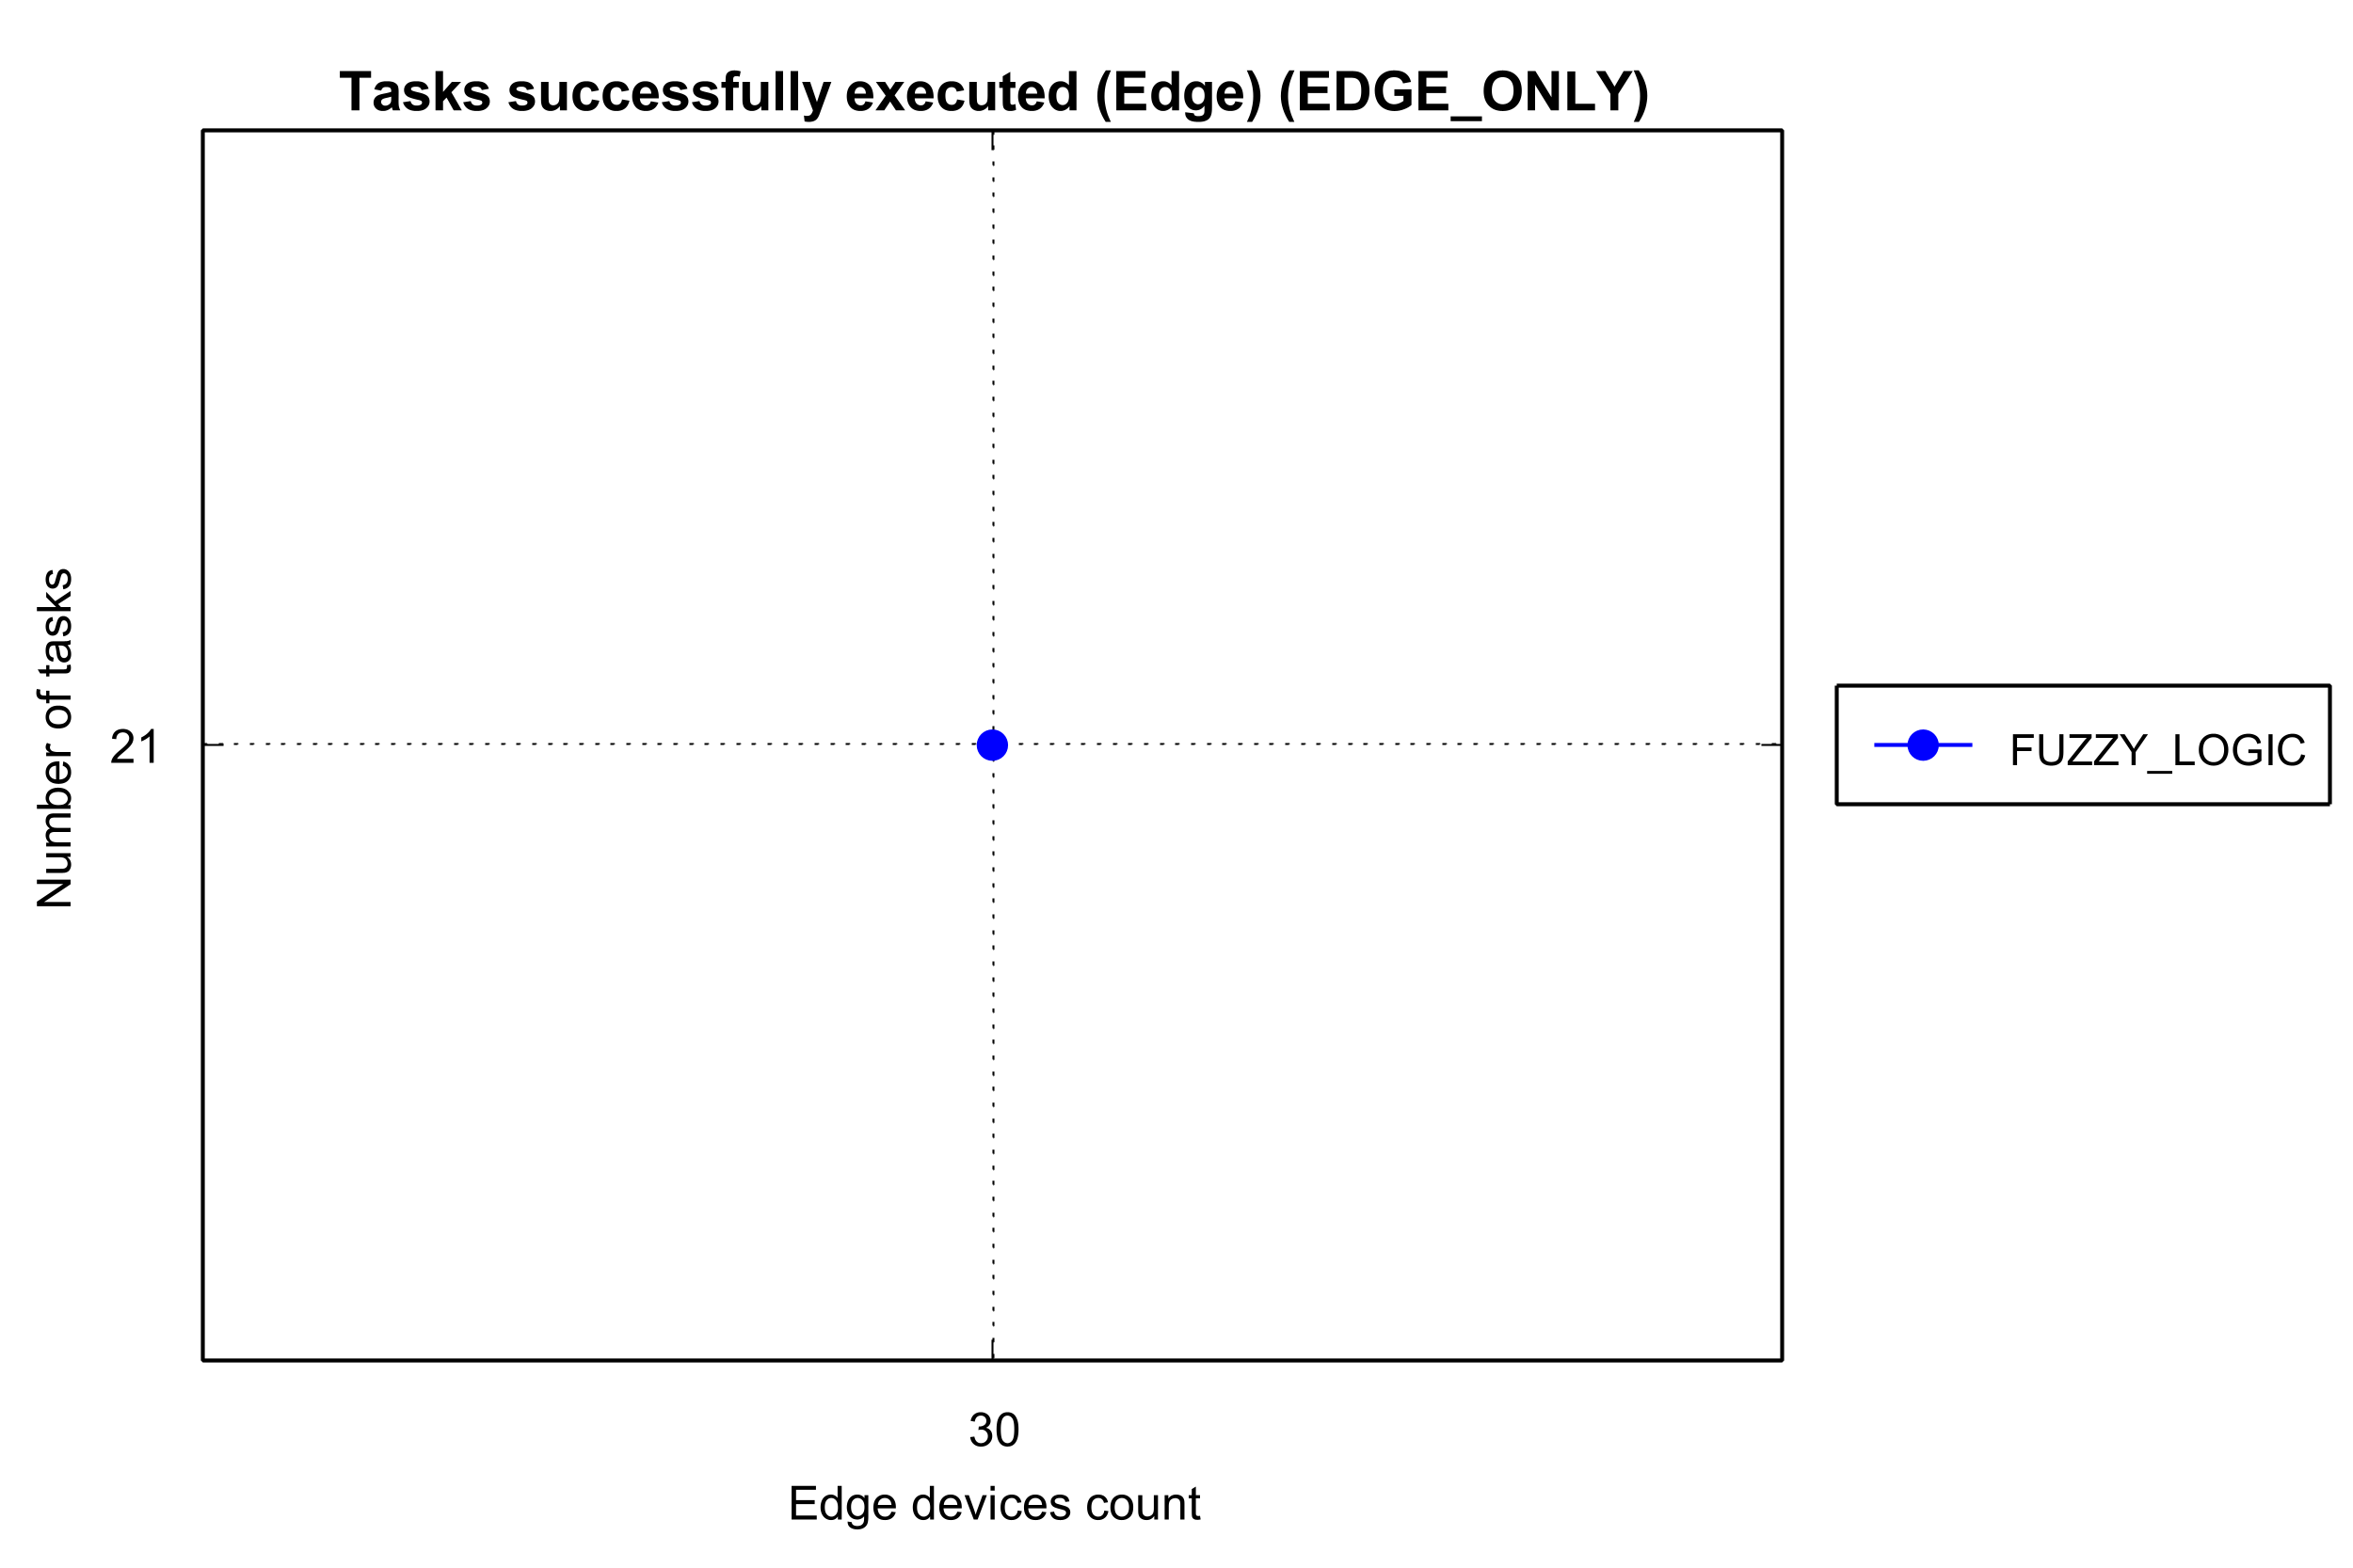 Tasks successfully executed (Edge) (EDGE_ONLY)
Number of tasks
21
FUZZY_LOGIC
30
Edge devices count